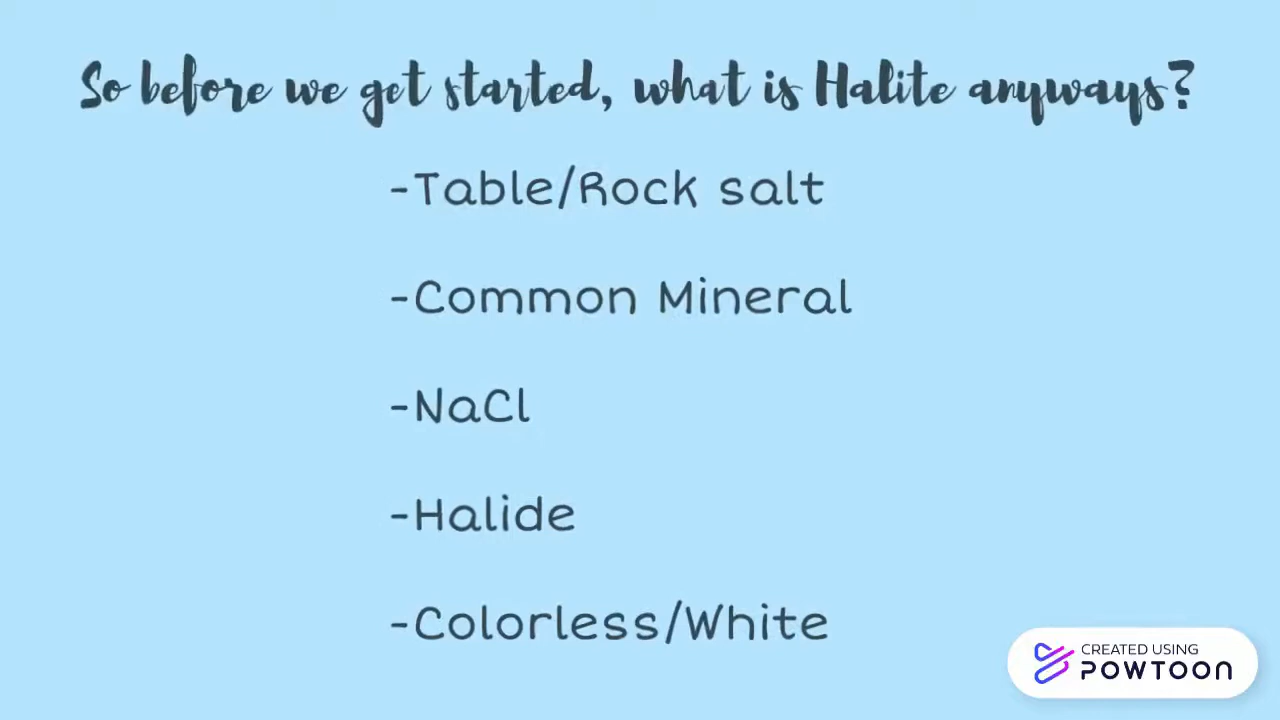 So before we get started, what is Halite anyways?
-Table/Rock salt
-Common Mineral
-NaCl
-Halide
-Colorless/White
CREATED USING
POWTOON